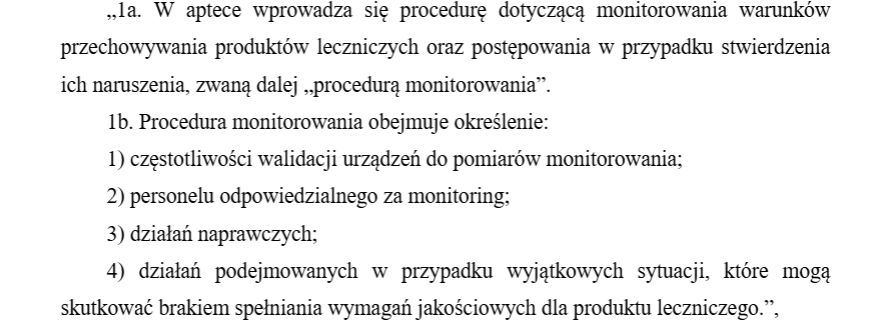 „1a. W aptece wprowadza się procedurę dotyczącą monitorowania warunków
przechowywania produktów leczniczych oraz postępowania w przypadku stwierdzenia
ich naruszenia, zwaną dalej „procedurą monitorowania”.
1b. Procedura monitorowania obejmuje określenie:
1) częstotliwości walidacji urządzeń do pomiarów monitorowania;
2) personelu odpowiedzialnego za monitoring;
3) działań naprawczych;
4) działań podejmowanych w przypadku wyjątkowych sytuacji, które mogą
skutkować brakiem spełniania wymagań jakościowych dla produktu leczniczego.”,